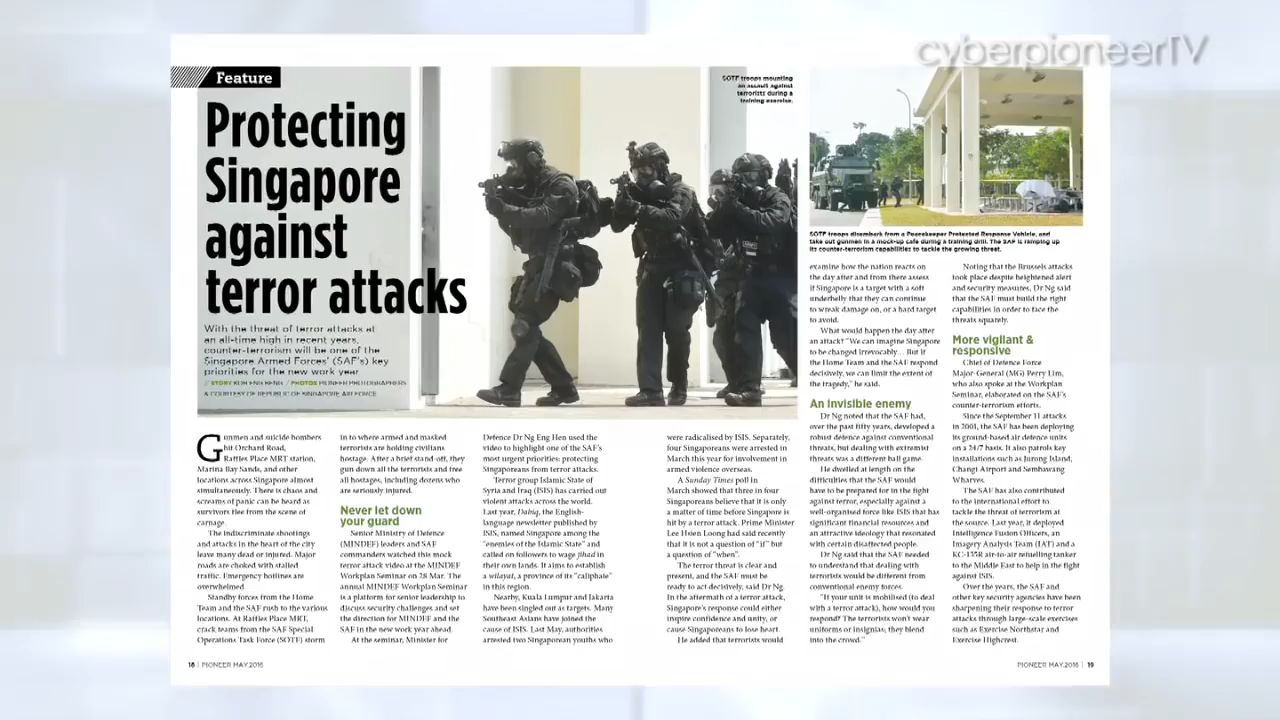 cyberpioneerTV
Feature
Protecting
Singapore
against
terror attacks
With the threat of terror attacks at
an all-time high in recent years,
counter-terrorism will be one of the
Singapore Armed Forces' (SAF's) key
priorities for the new work year
// STORY KOH ENG BENG / PHOTOS PIONEER PHOTOGRAPHERS
& COURTESY OF REPUBLIC OF SINGAPORE AIR FORCE
SOTF troops mounting
an assault against
terrorists during a
training exercise.
SOTF troops disembark from a Peacekeeper Protected Response Vehicle, and
take out gunmen in a mock-up cafe during a training drill. The SAF is ramping up
its counter-terrorism capabilities to tackle the growing threat.
Gunmen and suicide bombers
hit Orchard Road,
Raffles Place MRT station,
Marina Bay Sands, and other
locations across Singapore almost
simultaneously. There is chaos and
screams of panic can be heard as
survivors flee from the scene of
carnage.
The indiscriminate shootings
and attacks in the heart of the city
leave many dead or injured. Major
roads are choked with stalled
traffic. Emergency hotlines are
overwhelmed.
Standby forces from the Home
Team and the SAF rush to the various
locations. At Raffles Place MRT,
crack teams from the SAF Special
Operations Task Force (SOTF) storm
in to where armed and masked
terrorists are holding civilians
hostage. After a brief stand-off, they
gun down all the terrorists and free
all hostages, including dozens who
are seriously injured.
Never let down
your guard
Senior Ministry of Defence
(MINDEF) leaders and SAF
commanders watched this mock
terror attack video at the MINDEF
Workplan Seminar on 28 Mar. The
annual MINDEF Workplan Seminar
is a platform for senior leadership to
discuss security challenges and set
the direction for MINDEF and the
SAF in the new work year ahead.
At the seminar, Minister for
Defence Dr Ng Eng Hen used the
video to highlight one of the SAF's
most urgent priorities: protecting
Singaporeans from terror attacks.
Terror group Islamic State of
Syria and Iraq (ISIS) has carried out
violent attacks across the world.
Last year, Dabiq, the English-
language newsletter published by
ISIS, named Singapore among the
"enemies of the Islamic State" and
called on followers to wage jihad in
their own lands. It aims to establish
a wilayat, a province of its "caliphate"
in this region.
Nearby, Kuala Lumpur and Jakarta
have been singled out as targets. Many
Southeast Asians have joined the
cause of ISIS. Last May, authorities
arrested two Singaporean youths who
were radicalised by ISIS. Separately,
four Singaporeans were arrested in
March this year for involvement in
armed violence overseas.
A Sunday Times poll in
March showed that three in four
Singaporeans believe that it is only
a matter of time before Singapore is
hit by a terror attack. Prime Minister
Lee Hsien Loong had said recently
that it is not a question of "if" but
a question of "when".
The terror threat is clear and
present, and the SAF must be
ready to act decisively, said Dr Ng.
In the aftermath of a terror attack,
Singapore's response could either
inspire confidence and unity, or
cause Singaporeans to lose heart.
He added that terrorists would
examine how the nation reacts on
the day after and from there assess
if Singapore is a target with a soft
underbelly that they can continue
to wreak damage on, or a hard target
to avoid.
What would happen the day after
an attack? "We can imagine Singapore
to be changed irrevocably... But if
the Home Team and the SAF respond
decisively, we can limit the extent of
the tragedy," he said.
An invisible enemy
Dr Ng noted that the SAF had,
over the past fifty years, developed a
robust defence against conventional
threats, but dealing with extremist
threats was a different ball game.
He dwelled at length on the
difficulties that the SAF would
have to be prepared for in the fight
against terror, especially against a
well-organised force like ISIS that has
significant financial resources and
an attractive ideology that resonated
with certain disaffected people.
Dr Ng said that the SAF needed
to understand that dealing with
terrorists would be different from
conventional enemy forces.
"If your unit is mobilised (to deal
with a terror attack), how would you
respond? The terrorists won't wear
uniforms or insignias; they blend
into the crowd."
Noting that the Brussels attacks
took place despite heightened alert
and security measures, Dr Ng said
that the SAF must build the right
capabilities in order to face the
threats squarely.
More vigilant &
responsive
Chief of Defence Force
Major-General (MG) Perry Lim,
who also spoke at the Workplan
Seminar, elaborated on the SAF's
counter-terrorism efforts.
Since the September 11 attacks
in 2001, the SAF has been deploying
its ground-based air defence units
on a 24/7 basis. It also patrols key
installations such as Jurong Island,
Changi Airport and Sembawang
Wharves.
The SAF has also contributed
to the international effort to
tackle the threat of terrorism at
the source. Last year, it deployed
Intelligence Fusion Officers, an
Imagery Analysis Team (IAT) and a
KC-135R air-to-air refuelling tanker
to the Middle East to help in the fight
against ISIS.
Over the years, the SAF and
other key security agencies have been
sharpening their response to terror
attacks through large-scale exercises
such as Exercise Northstar and
Exercise Highcrest.
18 | PIONEER MAY.2016
PIONEER MAY.2016 | 19